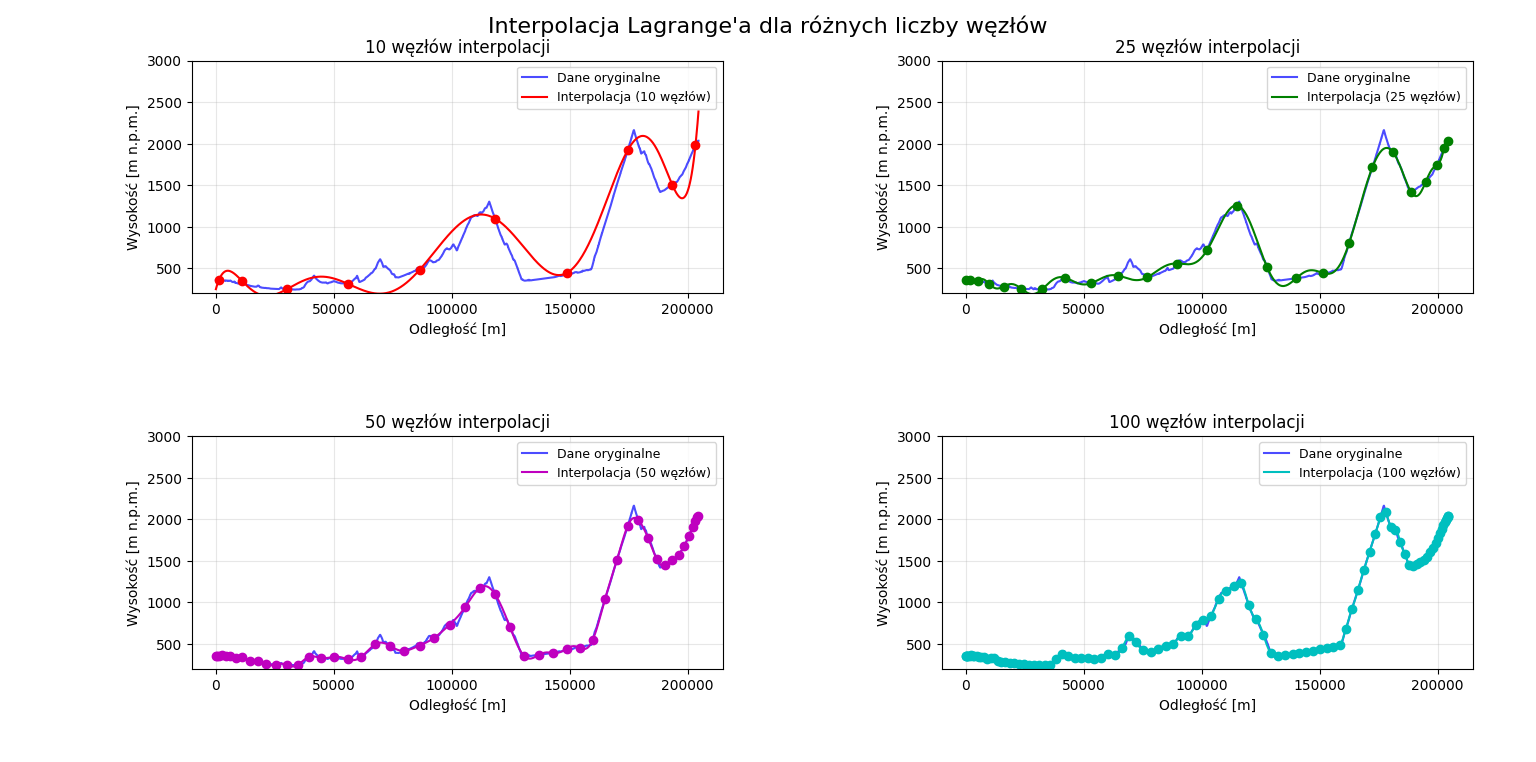 Interpolacja Lagrange'a dla różnych liczby węzłów
10 węzłów interpolacji
3000
2500
2000
1500
1000
500
Wysokość [m n.p.m.]
Dane oryginalne
Interpolacja (10 węzłów)
0 50000 100000 150000 200000
Odległość [m]
25 węzłów interpolacji
3000
2500
2000
1500
1000
500
Wysokość [m n.p.m.]
Dane oryginalne
Interpolacja (25 węzłów)
0 50000 100000 150000 200000
Odległość [m]
50 węzłów interpolacji
3000
2500
2000
1500
1000
500
Wysokość [m n.p.m.]
Dane oryginalne
Interpolacja (50 węzłów)
0 50000 100000 150000 200000
Odległość [m]
100 węzłów interpolacji
3000
2500
2000
1500
1000
500
Wysokość [m n.p.m.]
Dane oryginalne
Interpolacja (100 węzłów)
0 50000 100000 150000 200000
Odległość [m]